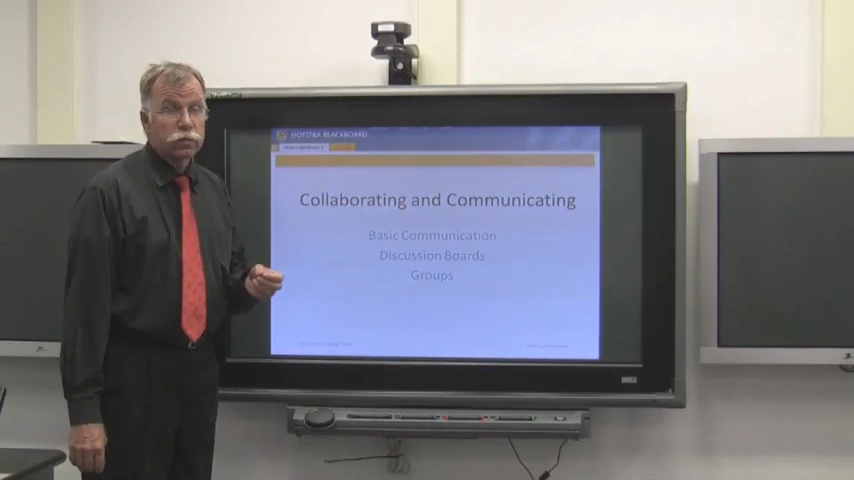 HOFSTRA BLACKBOARD
Collaborating and Communicating
Basic Communication
Discussion Boards
Groups